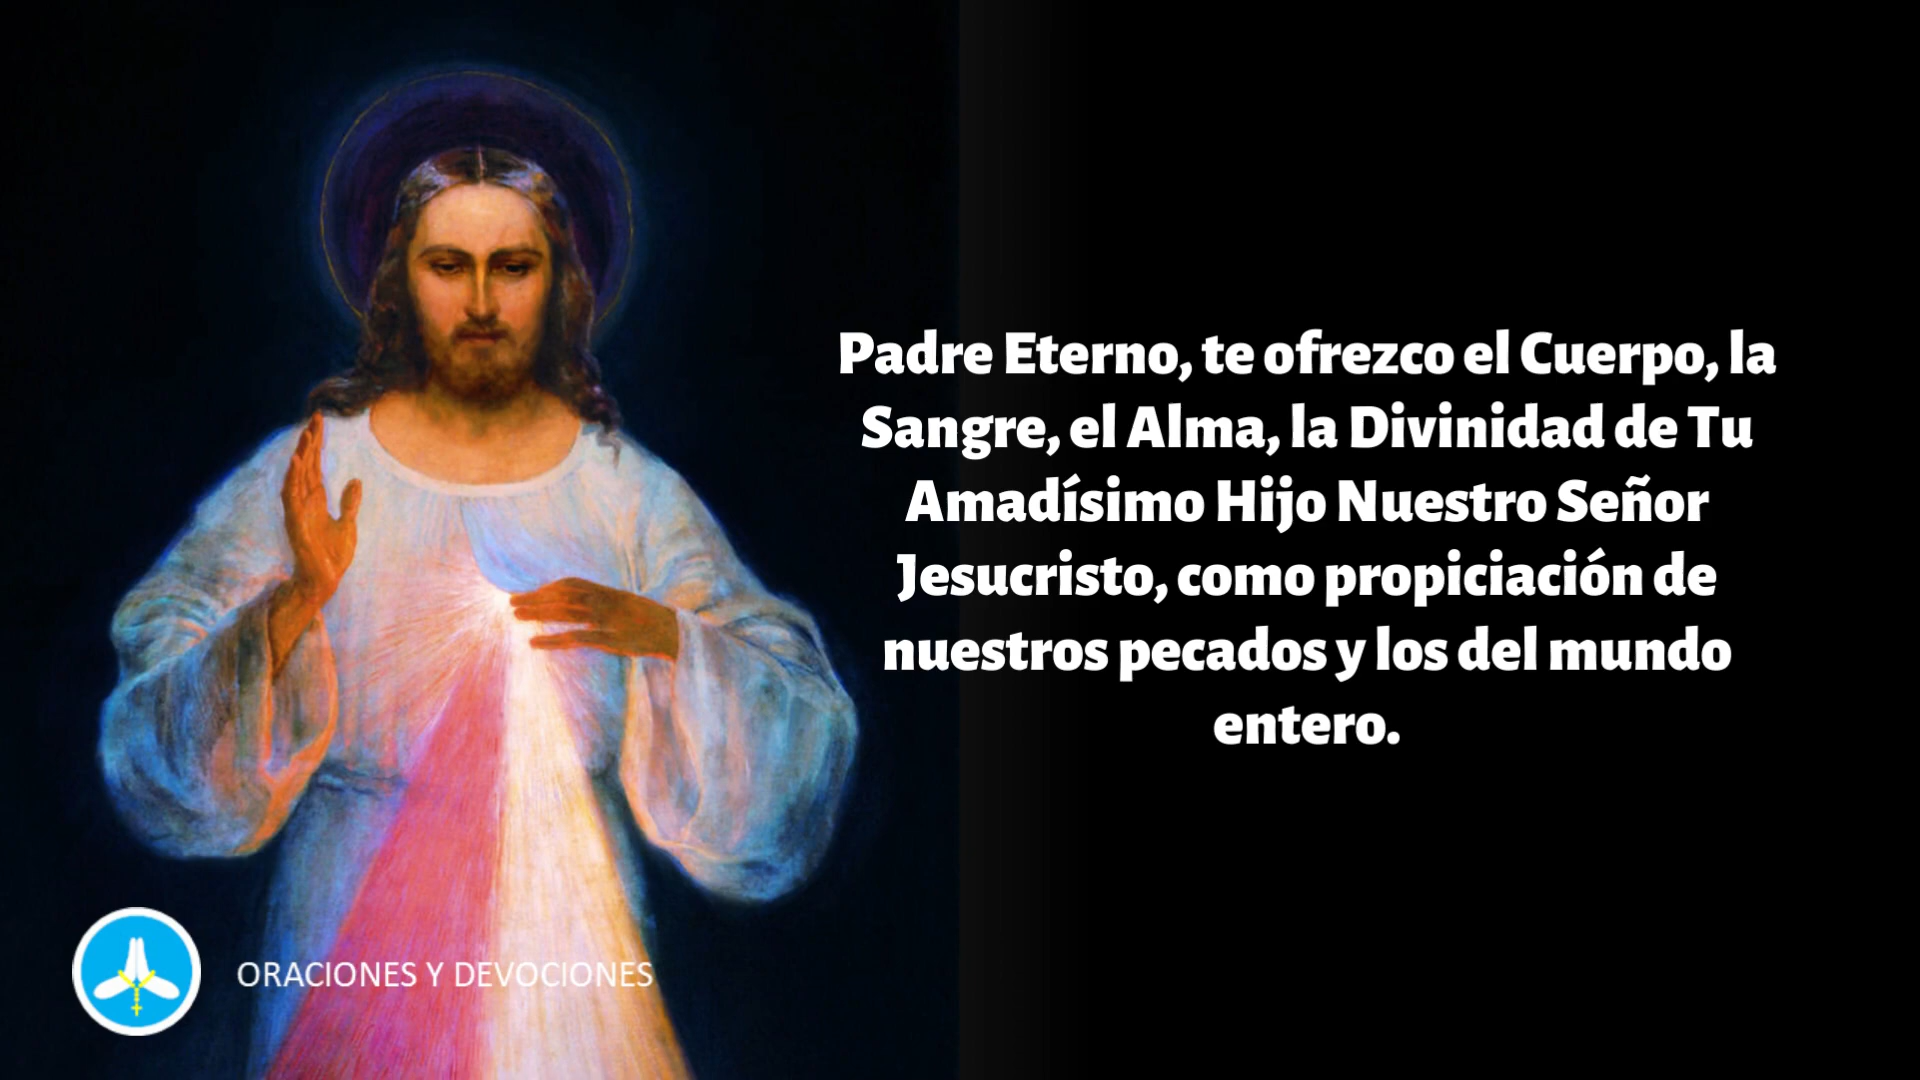 Padre Eterno, te ofrezco el Cuerpo, la
Sangre, el Alma, la Divinidad de Tu
Amadísimo Hijo Nuestro Señor
Jesucristo, como propiciación de
nuestros pecados y los del mundo
entero.
ORACIONES Y DEVOCIONES